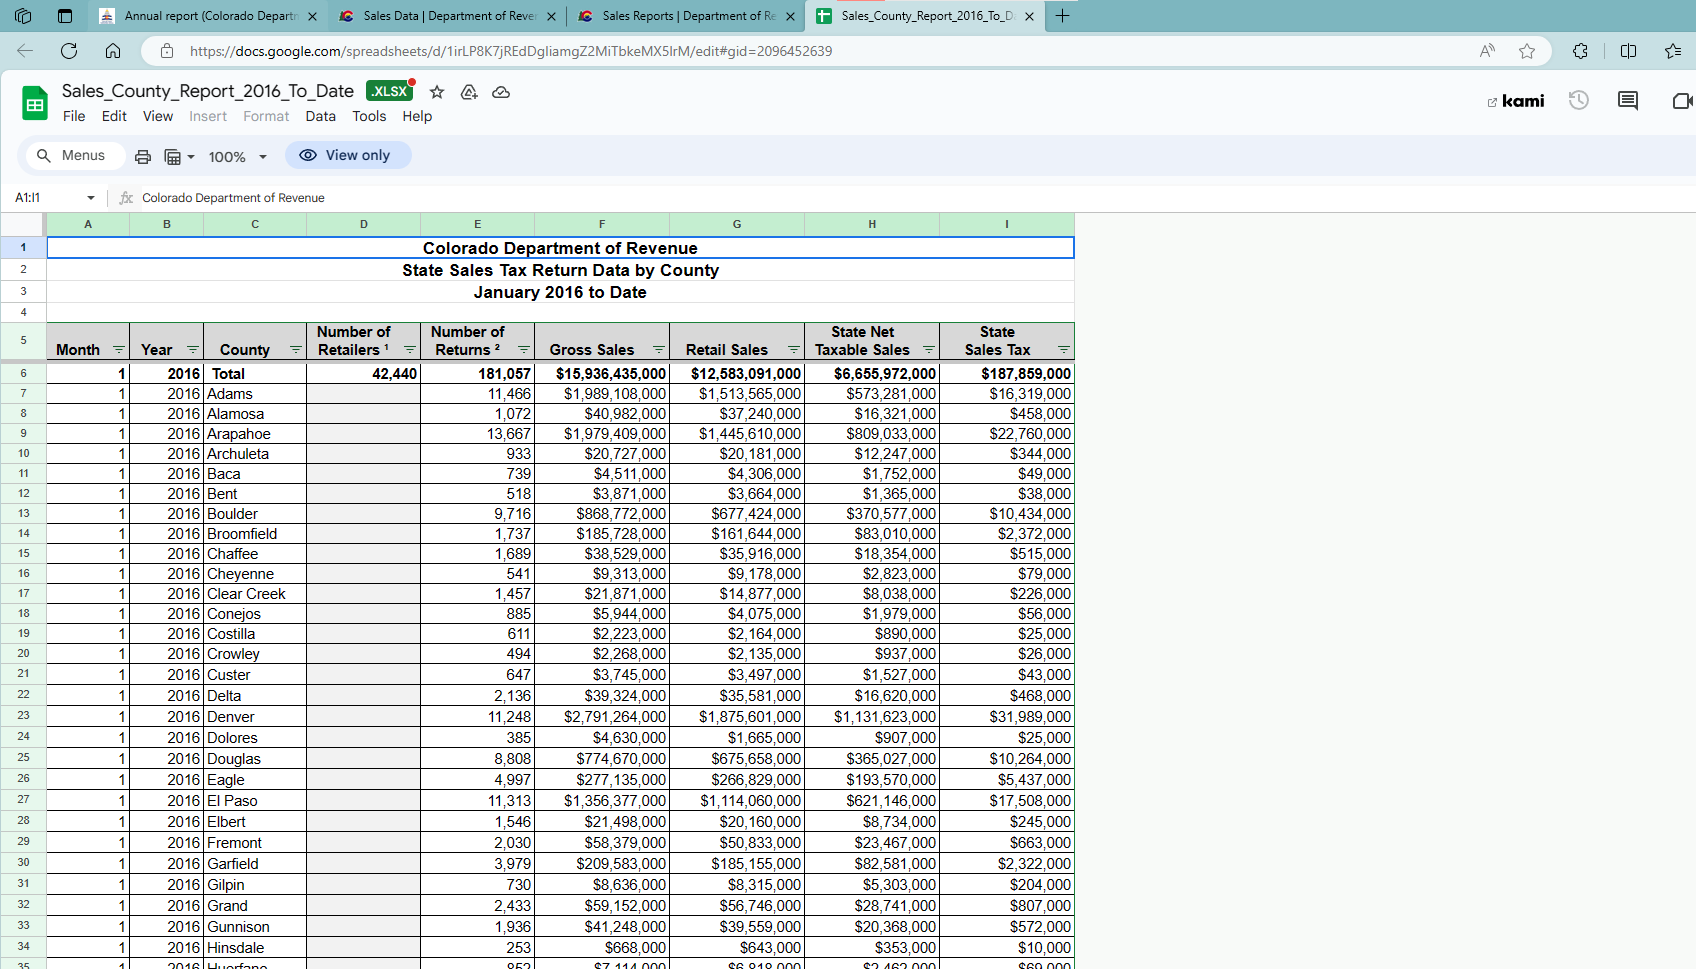 Annual report (Colorado Departm
Sales Data | Department of Reven
Sales Reports | Department of Re
Sales_County_Report_2016_To_D
https://docs.google.com/spreadsheets/d/1irLP8K7jREdDgliamgZ2MiTbkeMX5lrM/edit#gid=2096452639
Sales_County_Report_2016_To_Date .XLSX
File Edit View Insert Format Data Tools Help
kami
Menus 100% View only
A1:I1 fx Colorado Department of Revenue
A B C D E F G H I
1 Colorado Department of Revenue
2 State Sales Tax Return Data by County
3 January 2016 to Date
4
5 Month Year County Number of Retailers ¹ Number of Returns ² Gross Sales Retail Sales State Net Taxable Sales State Sales Tax
6 1 2016 Total 42,440 181,057 $15,936,435,000 $12,583,091,000 $6,655,972,000 $187,859,000
7 1 2016 Adams 11,466 $1,989,108,000 $1,513,565,000 $573,281,000 $16,319,000
8 1 2016 Alamosa 1,072 $40,982,000 $37,240,000 $16,321,000 $458,000
9 1 2016 Arapahoe 13,667 $1,979,409,000 $1,445,610,000 $809,033,000 $22,760,000
10 1 2016 Archuleta 933 $20,727,000 $20,181,000 $12,247,000 $344,000
11 1 2016 Baca 739 $4,511,000 $4,306,000 $1,752,000 $49,000
12 1 2016 Bent 518 $3,871,000 $3,664,000 $1,365,000 $38,000
13 1 2016 Boulder 9,716 $868,772,000 $677,424,000 $370,577,000 $10,434,000
14 1 2016 Broomfield 1,737 $185,728,000 $161,644,000 $83,010,000 $2,372,000
15 1 2016 Chaffee 1,689 $38,529,000 $35,916,000 $18,354,000 $515,000
16 1 2016 Cheyenne 541 $9,313,000 $9,178,000 $2,823,000 $79,000
17 1 2016 Clear Creek 1,457 $21,871,000 $14,877,000 $8,038,000 $226,000
18 1 2016 Conejos 885 $5,944,000 $4,075,000 $1,979,000 $56,000
19 1 2016 Costilla 611 $2,223,000 $2,164,000 $890,000 $25,000
20 1 2016 Crowley 494 $2,268,000 $2,135,000 $937,000 $26,000
21 1 2016 Custer 647 $3,745,000 $3,497,000 $1,527,000 $43,000
22 1 2016 Delta 2,136 $39,324,000 $35,581,000 $16,620,000 $468,000
23 1 2016 Denver 11,248 $2,791,264,000 $1,875,601,000 $1,131,623,000 $31,989,000
24 1 2016 Dolores 385 $4,630,000 $1,665,000 $907,000 $25,000
25 1 2016 Douglas 8,808 $774,670,000 $675,658,000 $365,027,000 $10,264,000
26 1 2016 Eagle 4,997 $277,135,000 $266,829,000 $193,570,000 $5,437,000
27 1 2016 El Paso 11,313 $1,356,377,000 $1,114,060,000 $621,146,000 $17,508,000
28 1 2016 Elbert 1,546 $21,498,000 $20,160,000 $8,734,000 $245,000
29 1 2016 Fremont 2,030 $58,379,000 $50,833,000 $23,467,000 $663,000
30 1 2016 Garfield 3,979 $209,583,000 $185,155,000 $82,581,000 $2,322,000
31 1 2016 Gilpin 730 $8,636,000 $8,315,000 $5,303,000 $204,000
32 1 2016 Grand 2,433 $59,152,000 $56,746,000 $28,741,000 $807,000
33 1 2016 Gunnison 1,936 $41,248,000 $39,559,000 $20,368,000 $572,000
34 1 2016 Hinsdale 253 $668,000 $643,000 $353,000 $10,000
35 1 2016 Huerfano 852 $7,114,000 $6,818,000 $2,462,000 $69,000